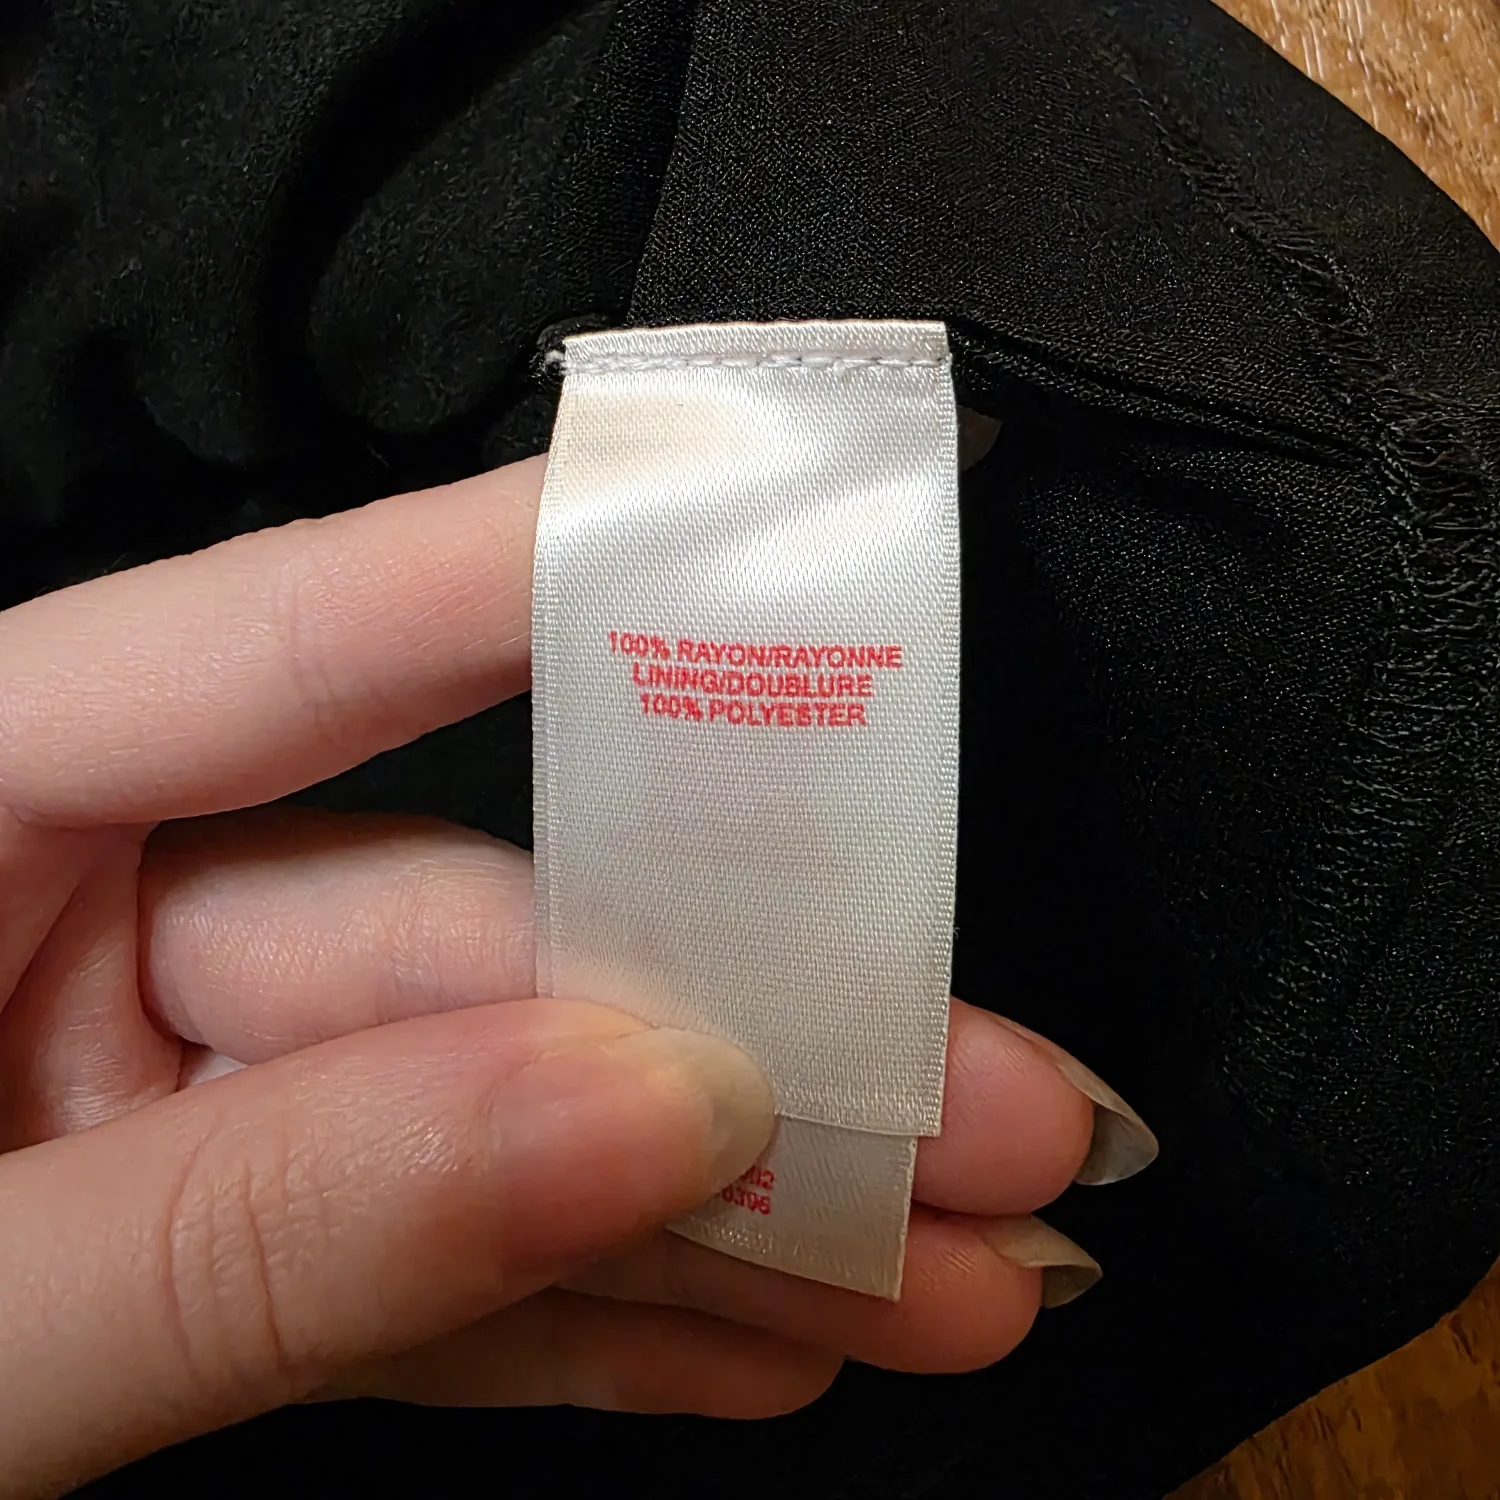 100% RAYON/RAYONNE
LINING/DOUBLURE
100% POLYESTER